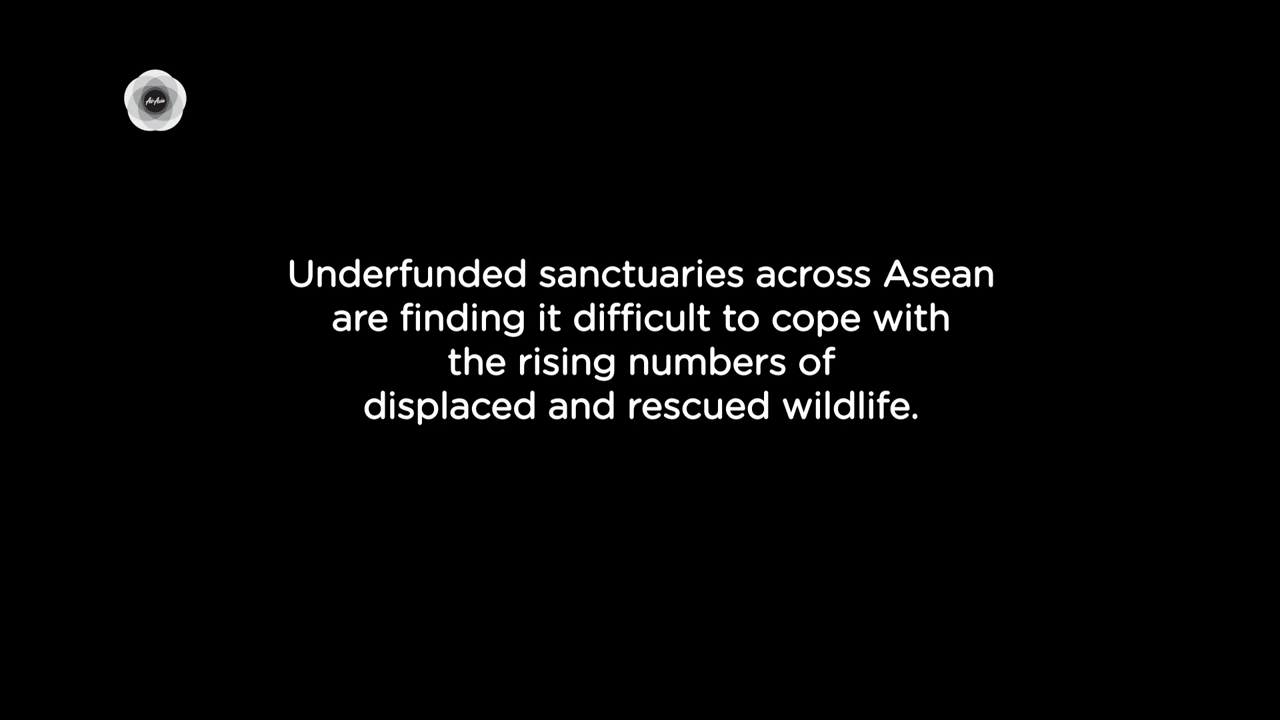 AirAsia
Underfunded sanctuaries across Asean
are finding it difficult to cope with
the rising numbers of
displaced and rescued wildlife.